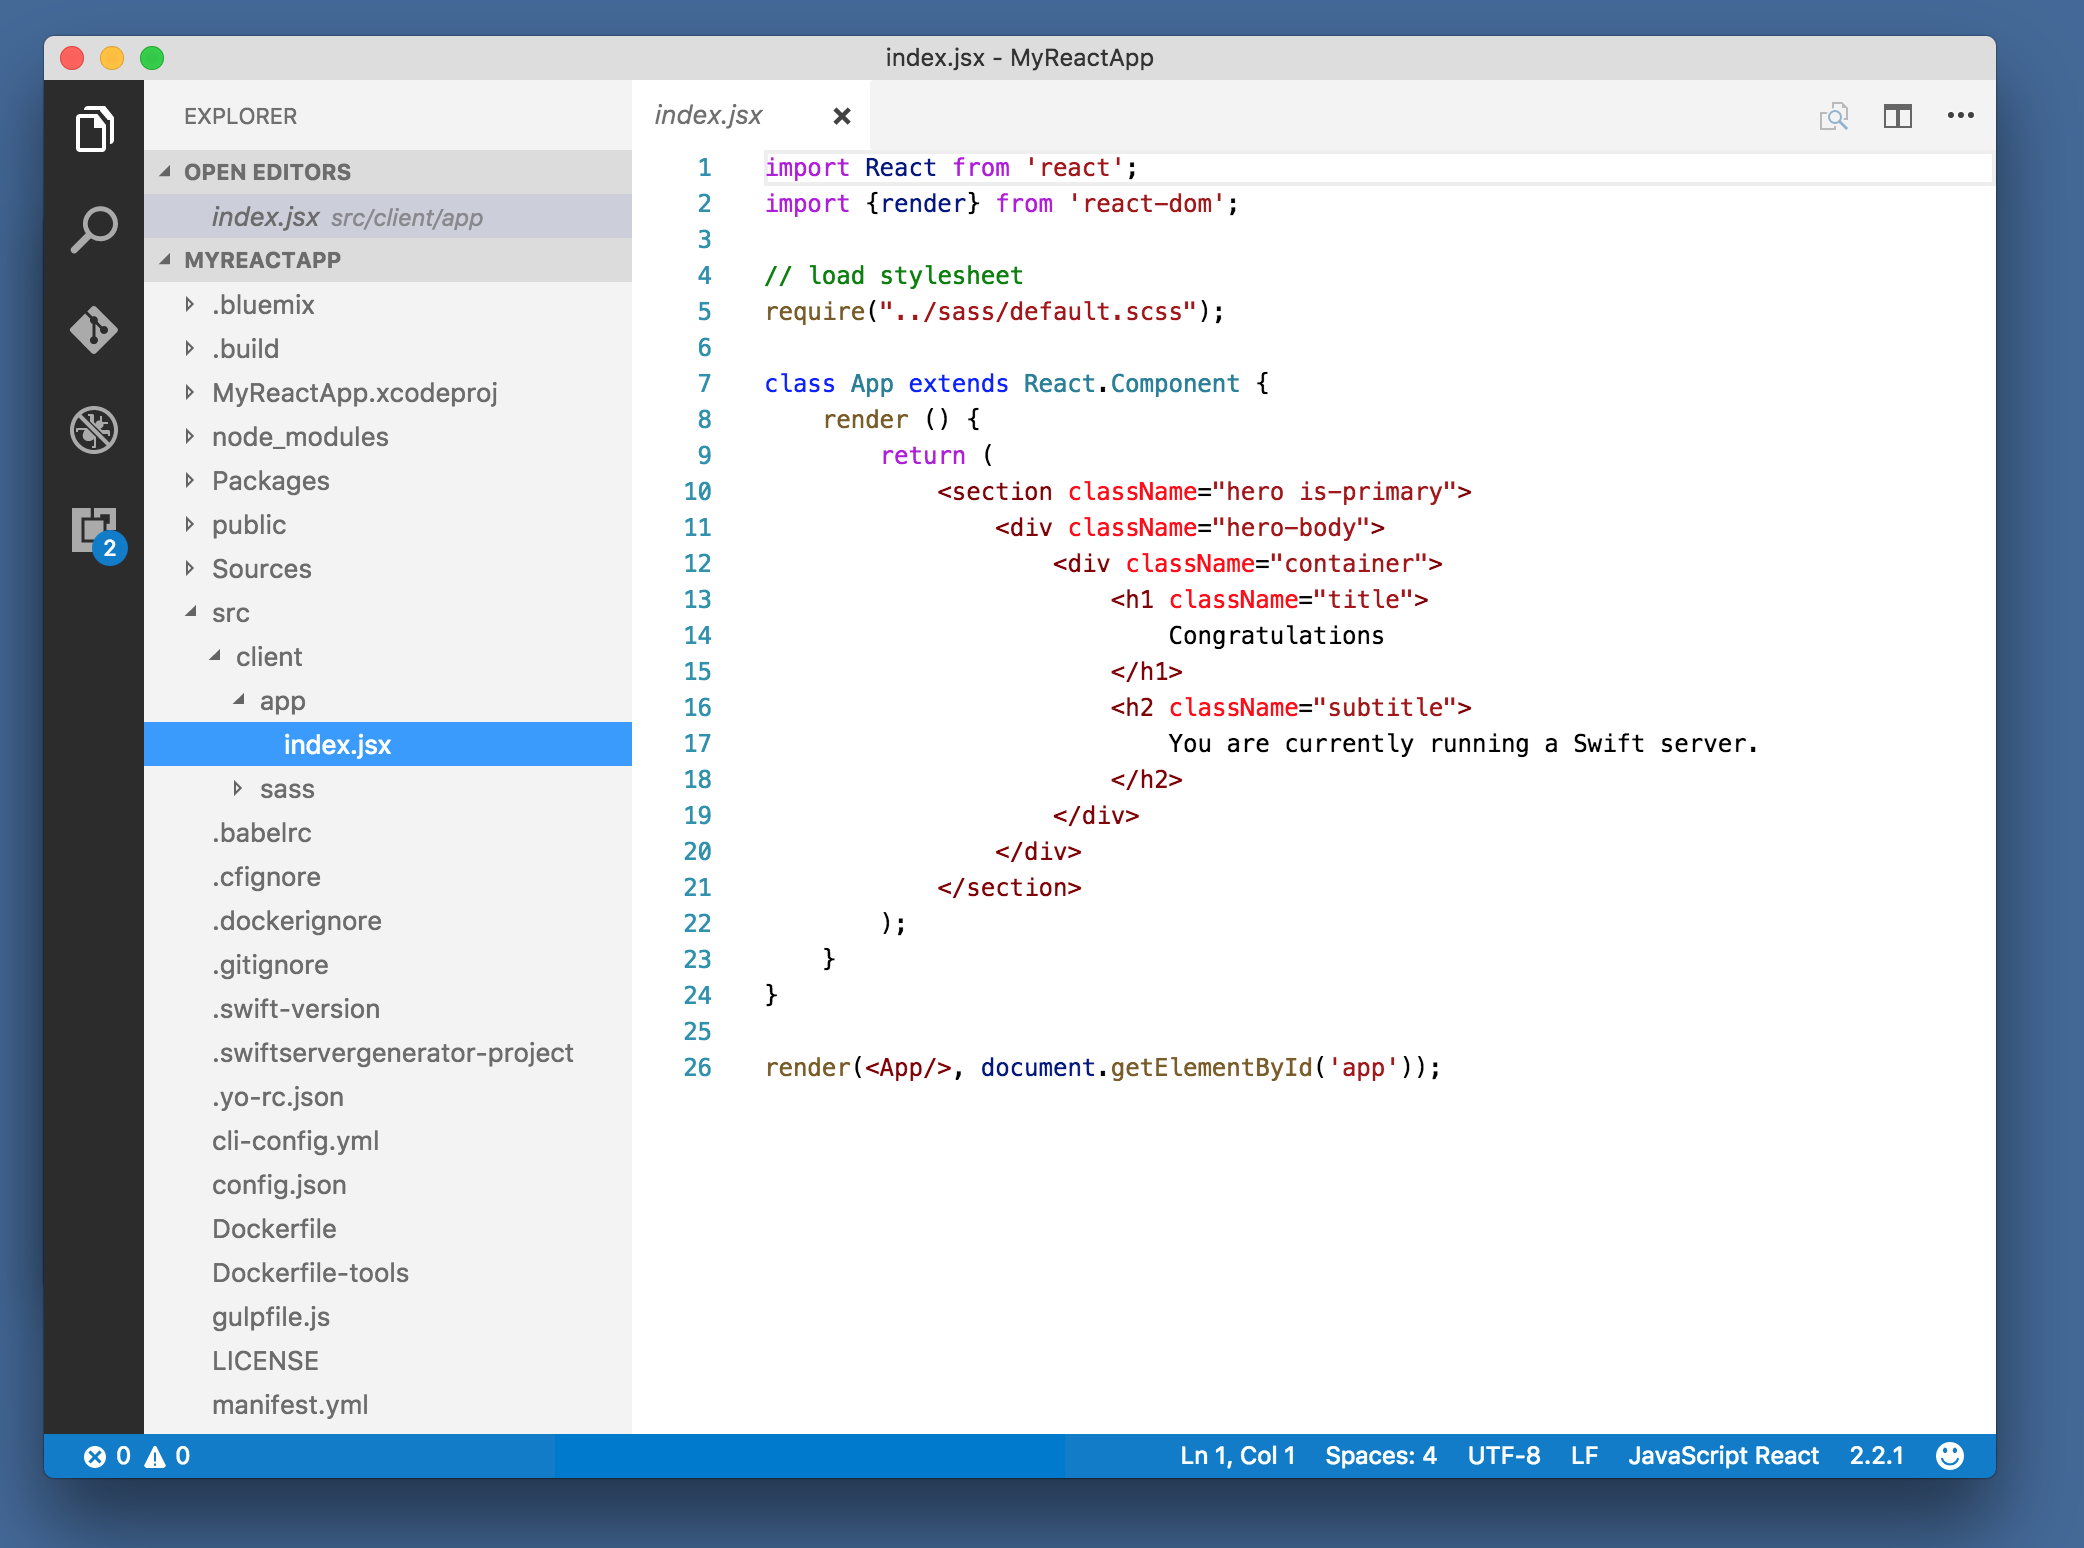 index.jsx - MyReactApp
EXPLORER
OPEN EDITORS
index.jsx src/client/app
MYREACTAPP
.bluemix
.build
MyReactApp.xcodeproj
node_modules
Packages
public
Sources
src
client
app
index.jsx
sass
.babelrc
.cfignore
.dockerignore
.gitignore
.swift-version
.swiftservergenerator-project
.yo-rc.json
cli-config.yml
config.json
Dockerfile
Dockerfile-tools
gulpfile.js
LICENSE
manifest.yml
2
index.jsx
1 import React from 'react';
2 import {render} from 'react-dom';
3
4 // load stylesheet
5 require("../sass/default.scss");
6
7 class App extends React.Component {
8     render () {
9         return (
10             <section className="hero is-primary">
11                 <div className="hero-body">
12                     <div className="container">
13                         <h1 className="title">
14                             Congratulations
15                         </h1>
16                         <h2 className="subtitle">
17                             You are currently running a Swift server.
18                         </h2>
19                     </div>
20                 </div>
21             </section>
22         );
23     }
24 }
25
26 render(<App/>, document.getElementById('app'));
0 0 Ln 1, Col 1 Spaces: 4 UTF-8 LF JavaScript React 2.2.1